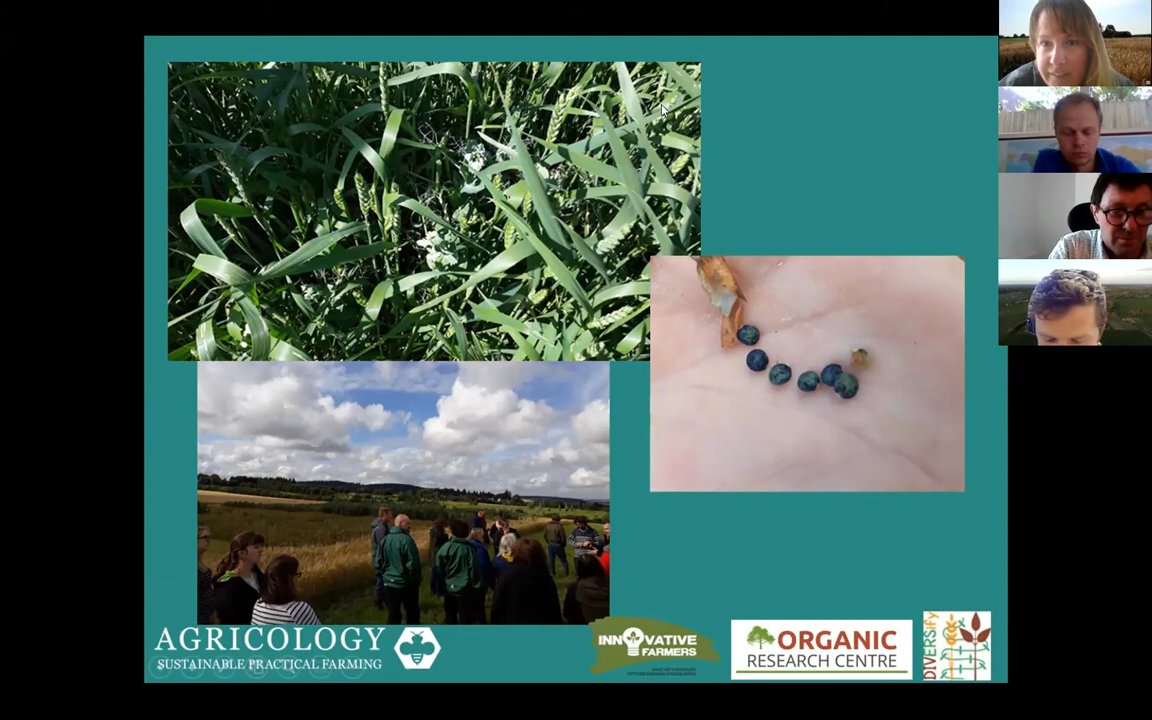 AGRICOLOGY
SUSTAINABLE PRACTICAL FARMING
INNOVATIVE
FARMERS
ORGANIC
RESEARCH CENTRE
DIVERSify